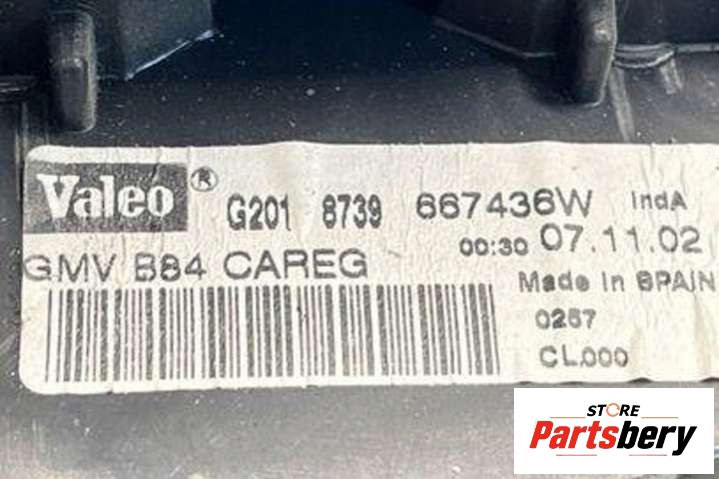 Valeo® G201 8739 667436W IndA
00:30 07.11.02
GMV B84 CAREG
Made In SPAIN
0267
CL000
STORE
Partsbery